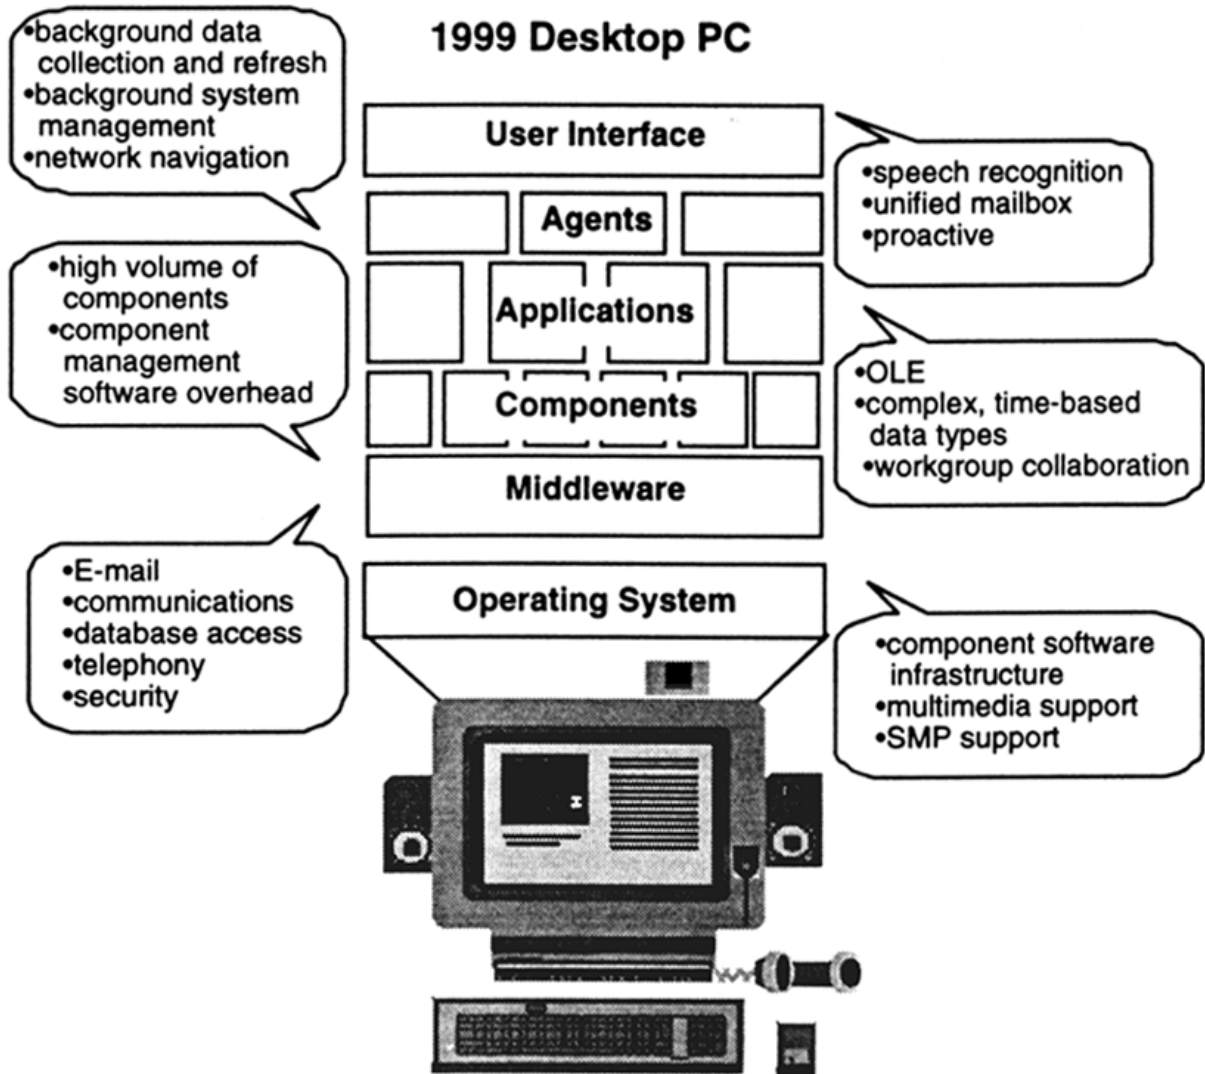 1999 Desktop PC
•background data
collection and refresh
•background system
management
•network navigation
User Interface
•speech recognition
•unified mailbox
•proactive
Agents
•high volume of
components
•component
management
software overhead
Applications
•OLE
•complex, time-based
data types
•workgroup collaboration
Components
Middleware
•E-mail
•communications
•database access
•telephony
•security
Operating System
•component software
infrastructure
•multimedia support
•SMP support